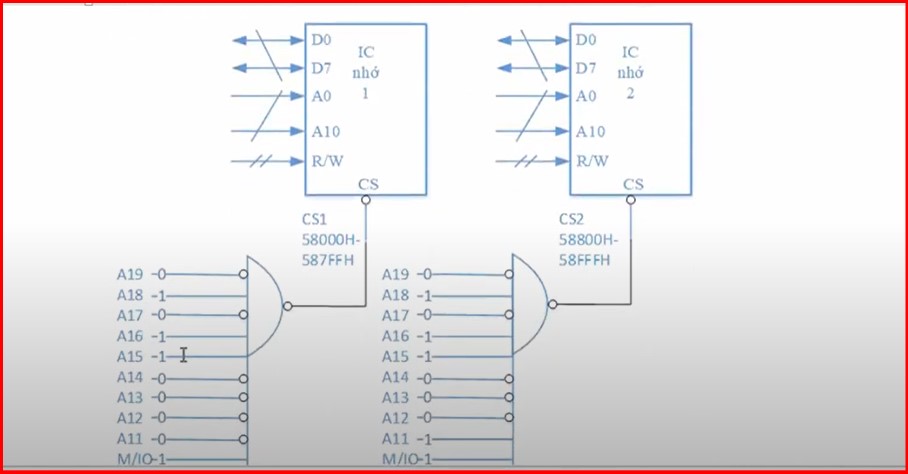 D0
IC
D7
nhớ
A0
1
A10
R/W
CS
D0
IC
D7
nhớ
A0
2
A10
R/W
CS
CS1
58000H-
587FFH
CS2
58800H-
58FFFH
A19 -0
A18 -1
A17 -0
A16 -1
A15 -1
A14 -0
A13 -0
A12 -0
A11 -0
M/IO-1
A19 -0
A18 -1
A17 -0
A16 -1
A15 -1
A14 -0
A13 -0
A12 -0
A11 -1
M/IO-1